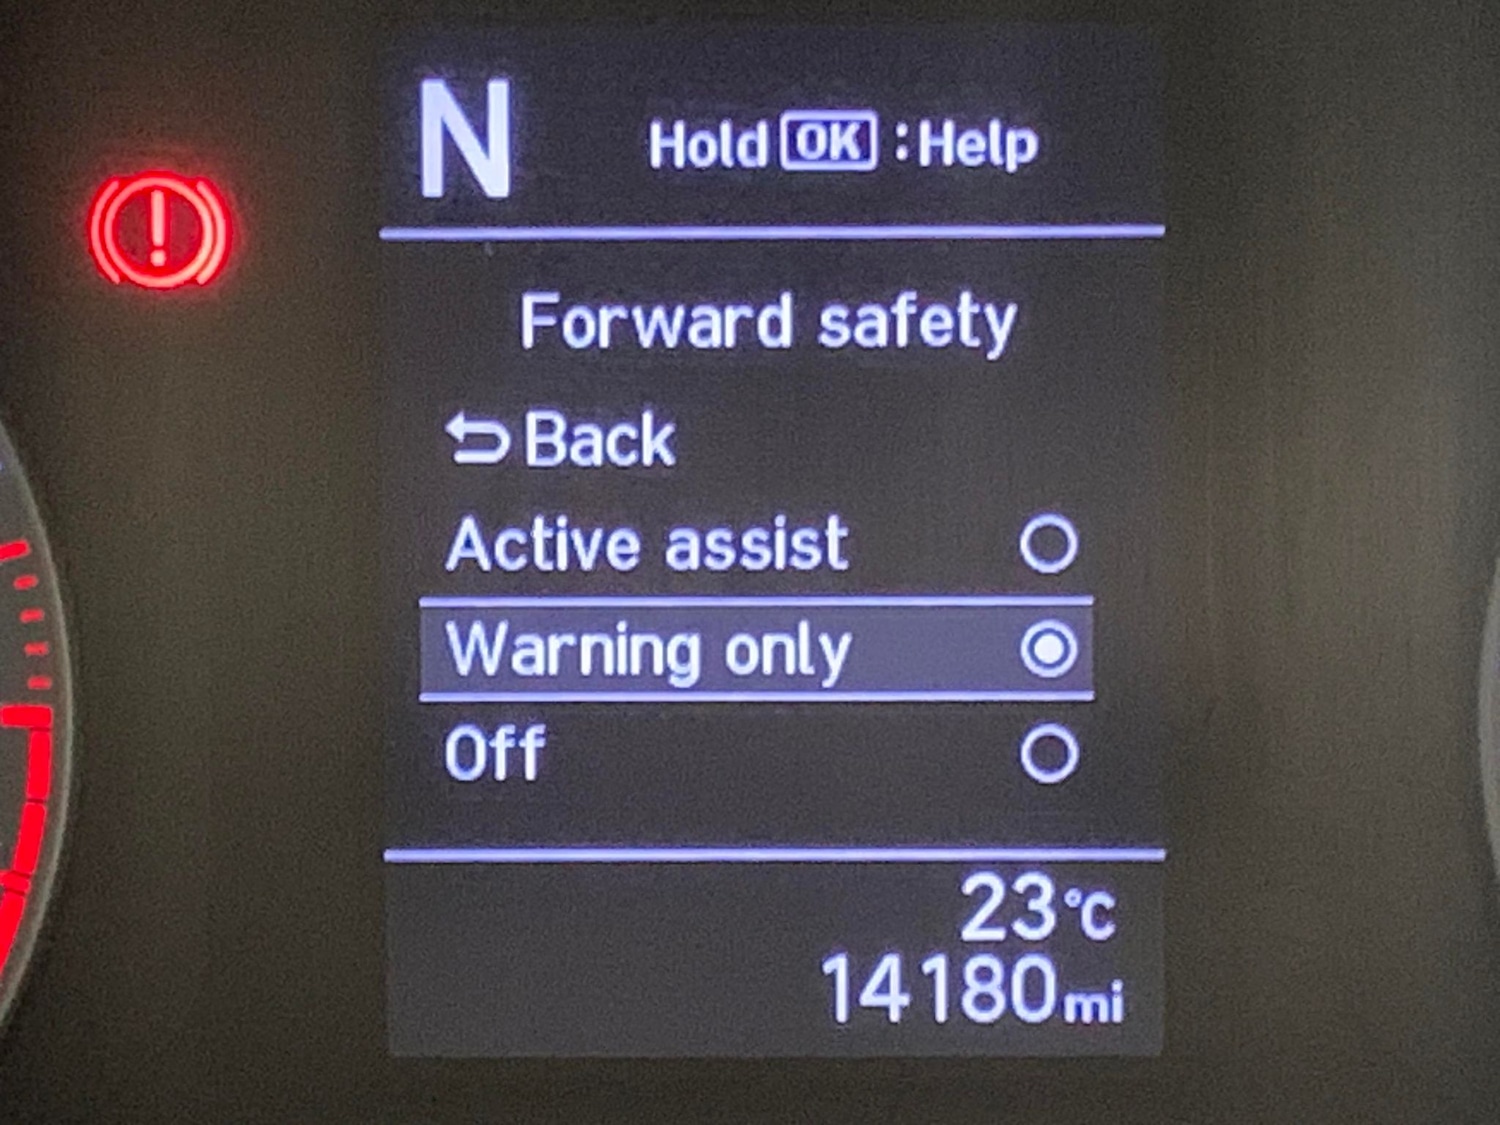 N
Hold OK : Help
Forward safety
Back
Active assist
Warning only
Off
23°C
14180mi